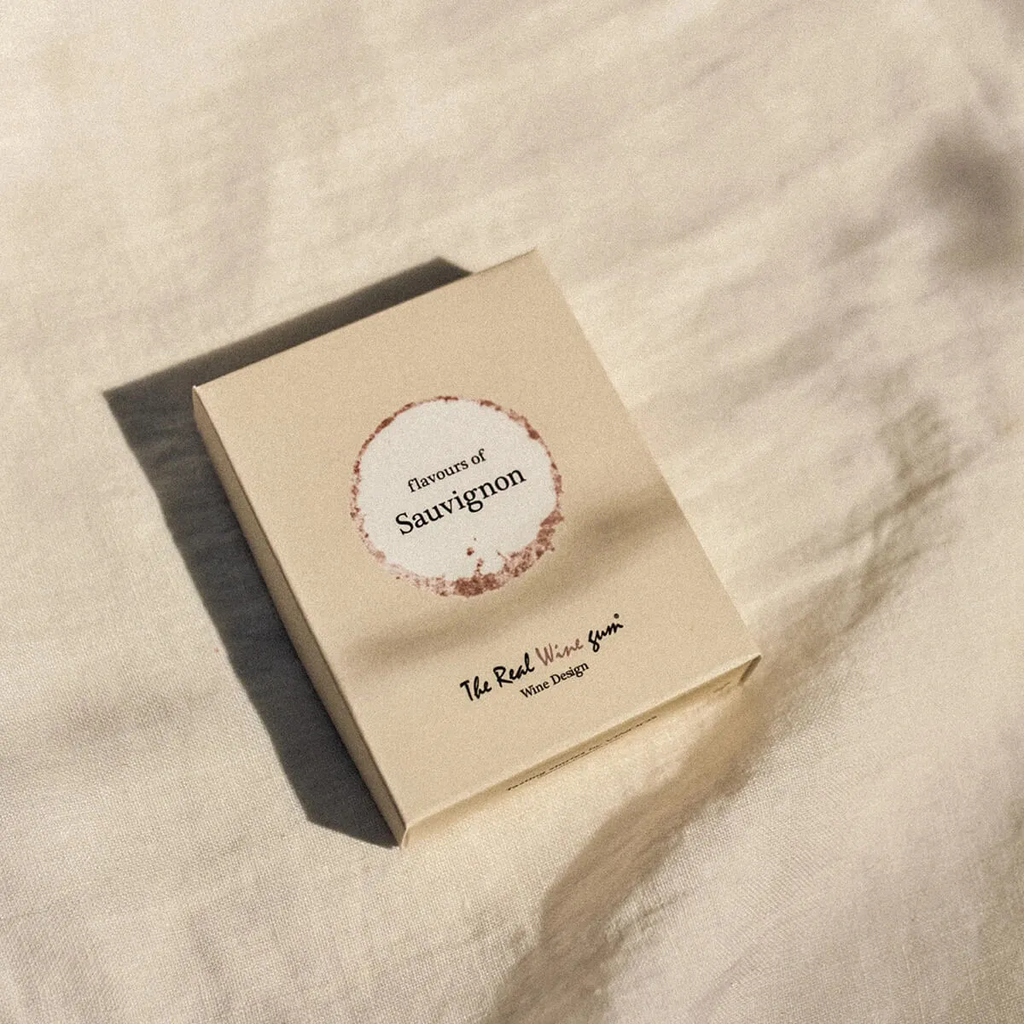 flavours of
Sauvignon
The Real Wine gum
Wine Design